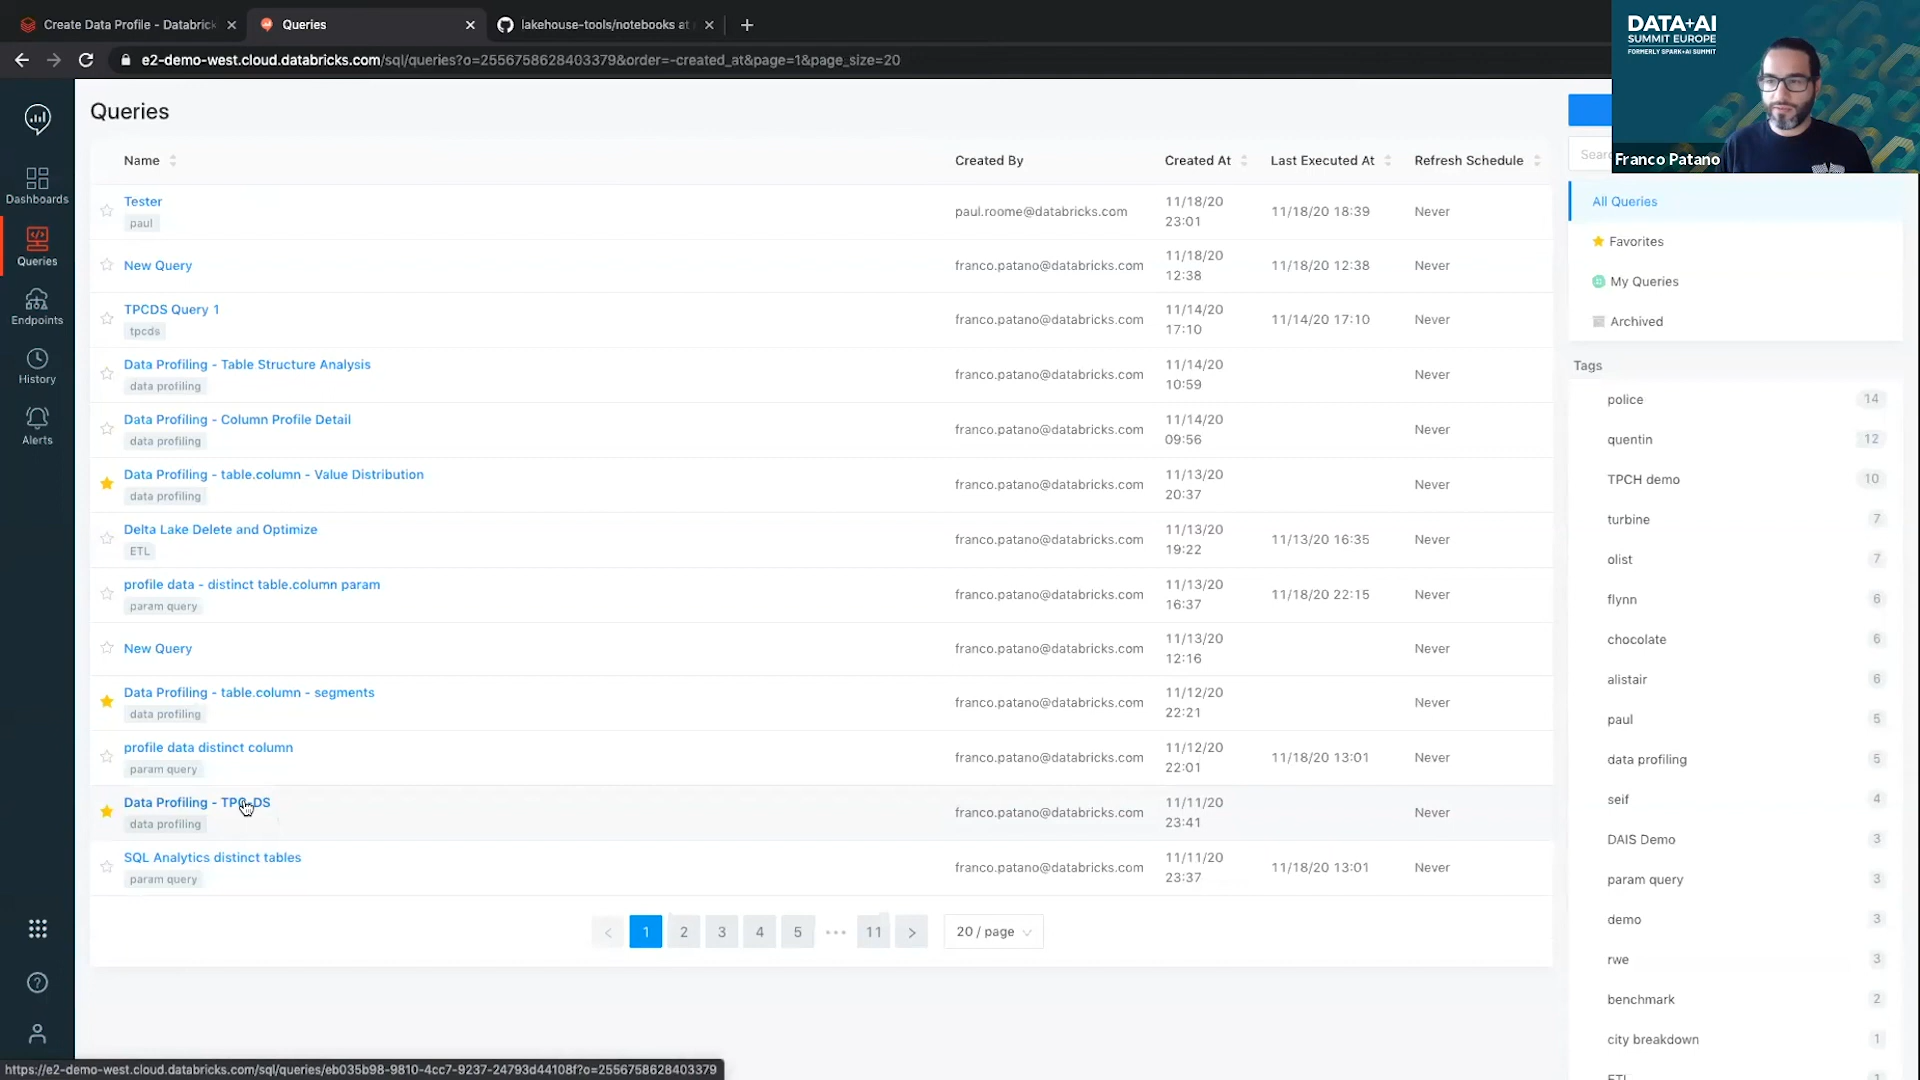 Create Data Profile - Databric
Queries
lakehouse-tools/notebooks at
e2-demo-west.cloud.databricks.com/sql/queries?o=2556758628403379&order=-created_at&page=1&page_size=20
DATA+AI
SUMMIT EUROPE
FORMERLY SPARK+AI SUMMIT
Franco Patano
Dashboards
Queries
Endpoints
History
Alerts
Queries
Name
Created By
Created At
Last Executed At
Refresh Schedule
Tester
paul
paul.roome@databricks.com
11/18/20
23:01
11/18/20 18:39
Never
New Query
franco.patano@databricks.com
11/18/20
12:38
11/18/20 12:38
Never
TPCDS Query 1
tpcds
franco.patano@databricks.com
11/14/20
17:10
11/14/20 17:10
Never
Data Profiling - Table Structure Analysis
data profiling
franco.patano@databricks.com
11/14/20
10:59
Never
Data Profiling - Column Profile Detail
data profiling
franco.patano@databricks.com
11/14/20
09:56
Never
Data Profiling - table.column - Value Distribution
data profiling
franco.patano@databricks.com
11/13/20
20:37
Never
Delta Lake Delete and Optimize
ETL
franco.patano@databricks.com
11/13/20
19:22
11/13/20 16:35
Never
profile data - distinct table.column param
param query
franco.patano@databricks.com
11/13/20
16:37
11/18/20 22:15
Never
New Query
franco.patano@databricks.com
11/13/20
12:16
Never
Data Profiling - table.column - segments
data profiling
franco.patano@databricks.com
11/12/20
22:21
Never
profile data distinct column
param query
franco.patano@databricks.com
11/12/20
22:01
11/18/20 13:01
Never
Data Profiling - TPC-DS
data profiling
franco.patano@databricks.com
11/11/20
23:41
Never
SQL Analytics distinct tables
param query
franco.patano@databricks.com
11/11/20
23:37
11/18/20 13:01
Never
< 1 2 3 4 5 ••• 11 > 20 / page
Sear
All Queries
Favorites
My Queries
Archived
Tags
police 14
quentin 12
TPCH demo 10
turbine 7
olist 7
flynn 6
chocolate 6
alistair 6
paul 5
data profiling 5
seif 4
DAIS Demo 3
param query 3
demo 3
rwe 3
benchmark 2
city breakdown 1
ETL 1
https://e2-demo-west.cloud.databricks.com/sql/queries/eb035b98-9810-4cc7-9237-24793d44108f?o=2556758628403379